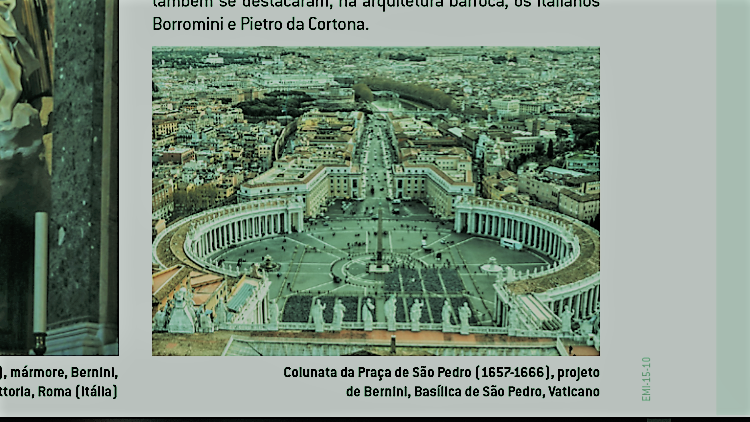 também se destacaram, na arquitetura barroca, os italianos
Borromini e Pietro da Cortona.
), mármore, Bernini,
ttoria, Roma (Itália)
Colunata da Praça de São Pedro (1657-1666), projeto
de Bernini, Basílica de São Pedro, Vaticano
EMI-15-10